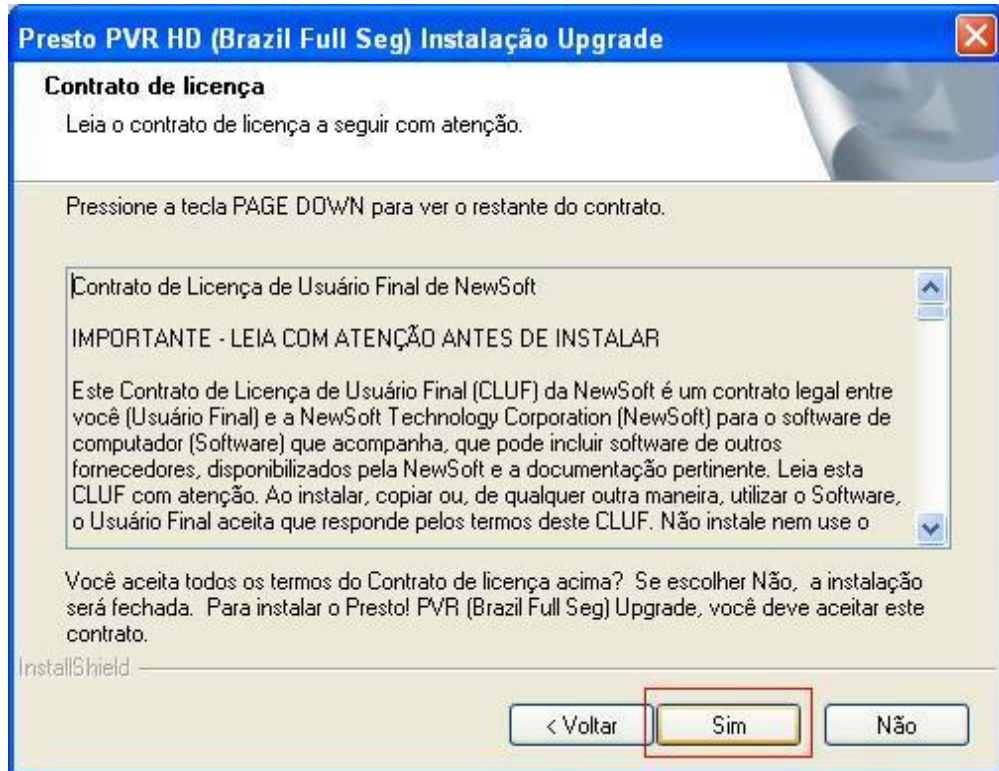 Presto PVR HD (Brazil Full Seg) Instalação Upgrade
Contrato de licença
Leia o contrato de licença a seguir com atenção.
Pressione a tecla PAGE DOWN para ver o restante do contrato.
Contrato de Licença de Usuário Final de NewSoft
IMPORTANTE - LEIA COM ATENÇÃO ANTES DE INSTALAR
Este Contrato de Licença de Usuário Final (CLUF) da NewSoft é um contrato legal entre
você (Usuário Final) e a NewSoft Technology Corporation (NewSoft) para o software de
computador (Software) que acompanha, que pode incluir software de outros
fornecedores, disponibilizados pela NewSoft e a documentação pertinente. Leia esta
CLUF com atenção. Ao instalar, copiar ou, de qualquer outra maneira, utilizar o Software,
o Usuário Final aceita que responde pelos termos deste CLUF. Não instale nem use o
Você aceita todos os termos do Contrato de licença acima? Se escolher Não, a instalação
será fechada. Para instalar o Presto! PVR (Brazil Full Seg) Upgrade, você deve aceitar este
contrato.
InstallShield
< Voltar
Sim
Não